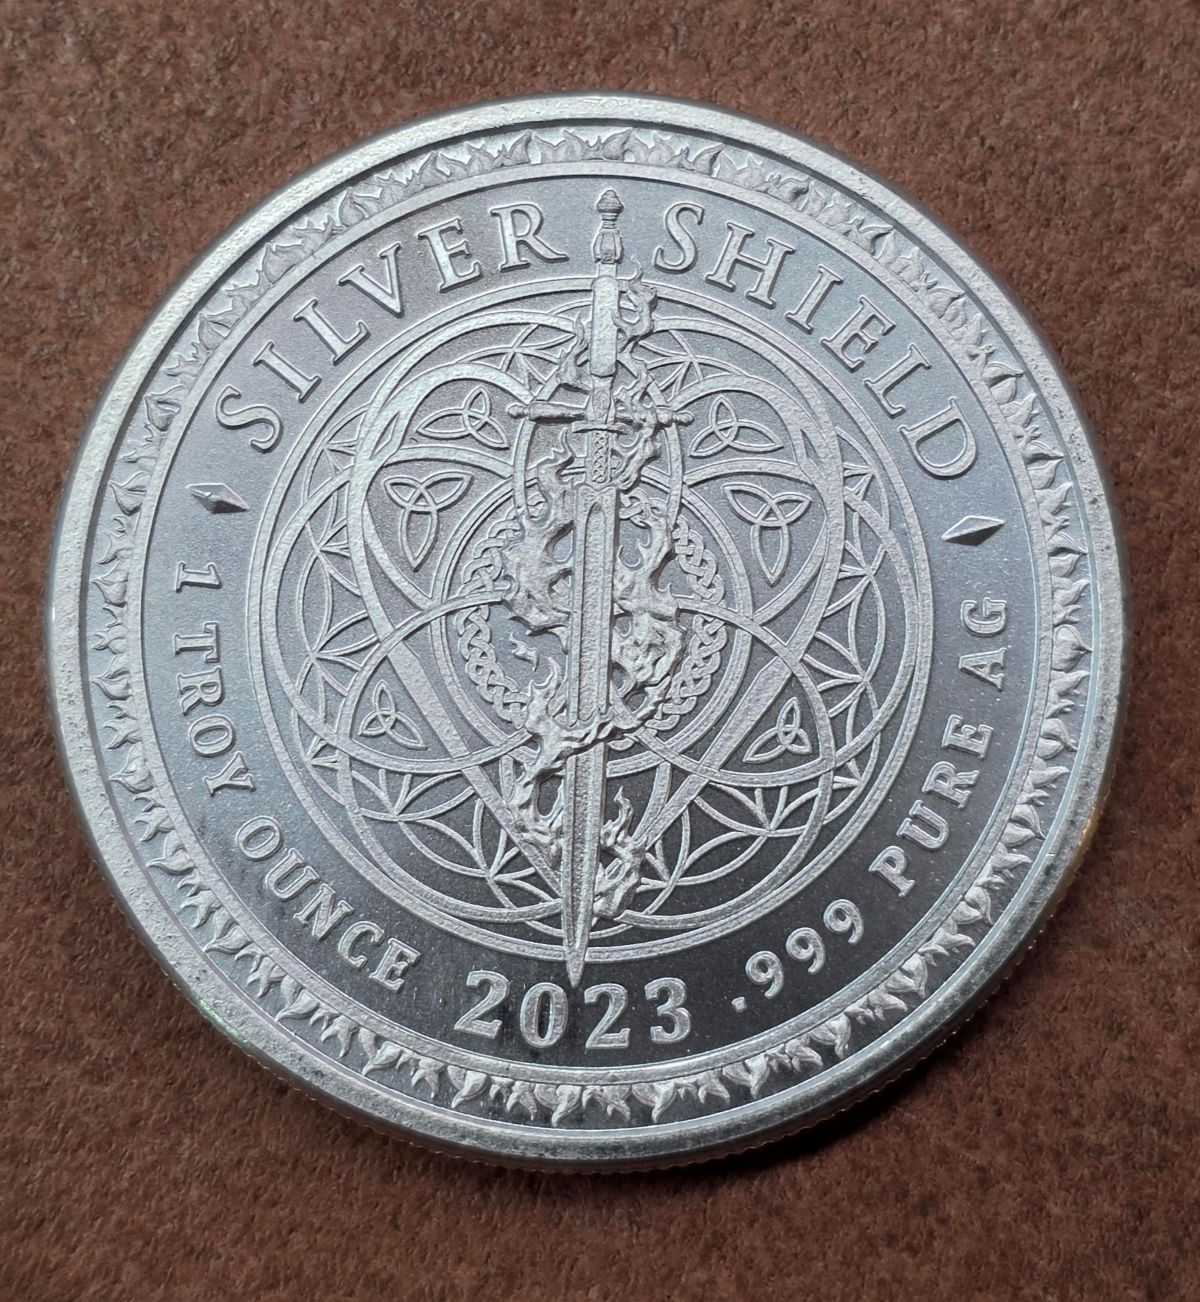 SILVER SHIELD
1 TROY OUNCE 2023 .999 PURE AG